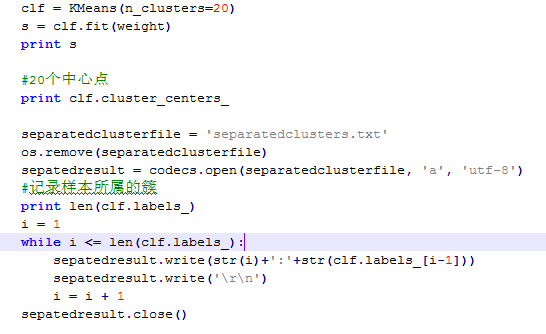 clf = KMeans(n_clusters=20)
s = clf.fit(weight)
print s
#20个中心点
print clf.cluster_centers_
separatedclusterfile = 'separatedclusters.txt'
os.remove(separatedclusterfile)
sepatedresult = codecs.open(separatedclusterfile, 'a', 'utf-8')
#记录样本所属的簇
print len(clf.labels_)
i = 1
while i <= len(clf.labels_):
    sepatedresult.write(str(i)+':'+str(clf.labels_[i-1]))
    sepatedresult.write('\r\n')
    i = i + 1
sepatedresult.close()